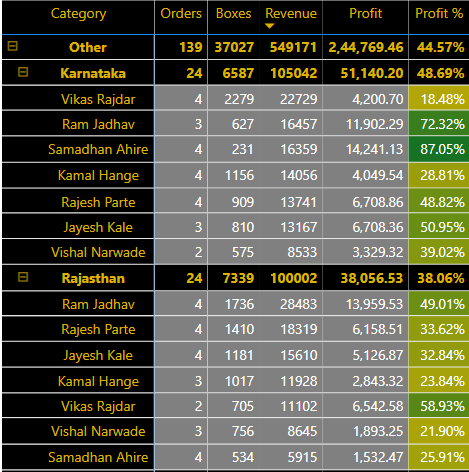 Category Orders Boxes Revenue Profit Profit %
Other 139 37027 549171 2,44,769.46 44.57%
Karnataka 24 6587 105042 51,140.20 48.69%
Vikas Rajdar 4 2279 22729 4,200.70 18.48%
Ram Jadhav 3 627 16457 11,902.29 72.32%
Samadhan Ahire 4 231 16359 14,241.13 87.05%
Kamal Hange 4 1156 14056 4,049.54 28.81%
Rajesh Parte 4 909 13741 6,708.86 48.82%
Jayesh Kale 3 810 13167 6,708.36 50.95%
Vishal Narwade 2 575 8533 3,329.32 39.02%
Rajasthan 24 7339 100002 38,056.53 38.06%
Ram Jadhav 4 1736 28483 13,959.53 49.01%
Rajesh Parte 4 1410 18319 6,158.51 33.62%
Jayesh Kale 4 1181 15610 5,126.87 32.84%
Kamal Hange 3 1017 11928 2,843.32 23.84%
Vikas Rajdar 2 705 11102 6,542.58 58.93%
Vishal Narwade 3 756 8645 1,893.25 21.90%
Samadhan Ahire 4 534 5915 1,532.47 25.91%